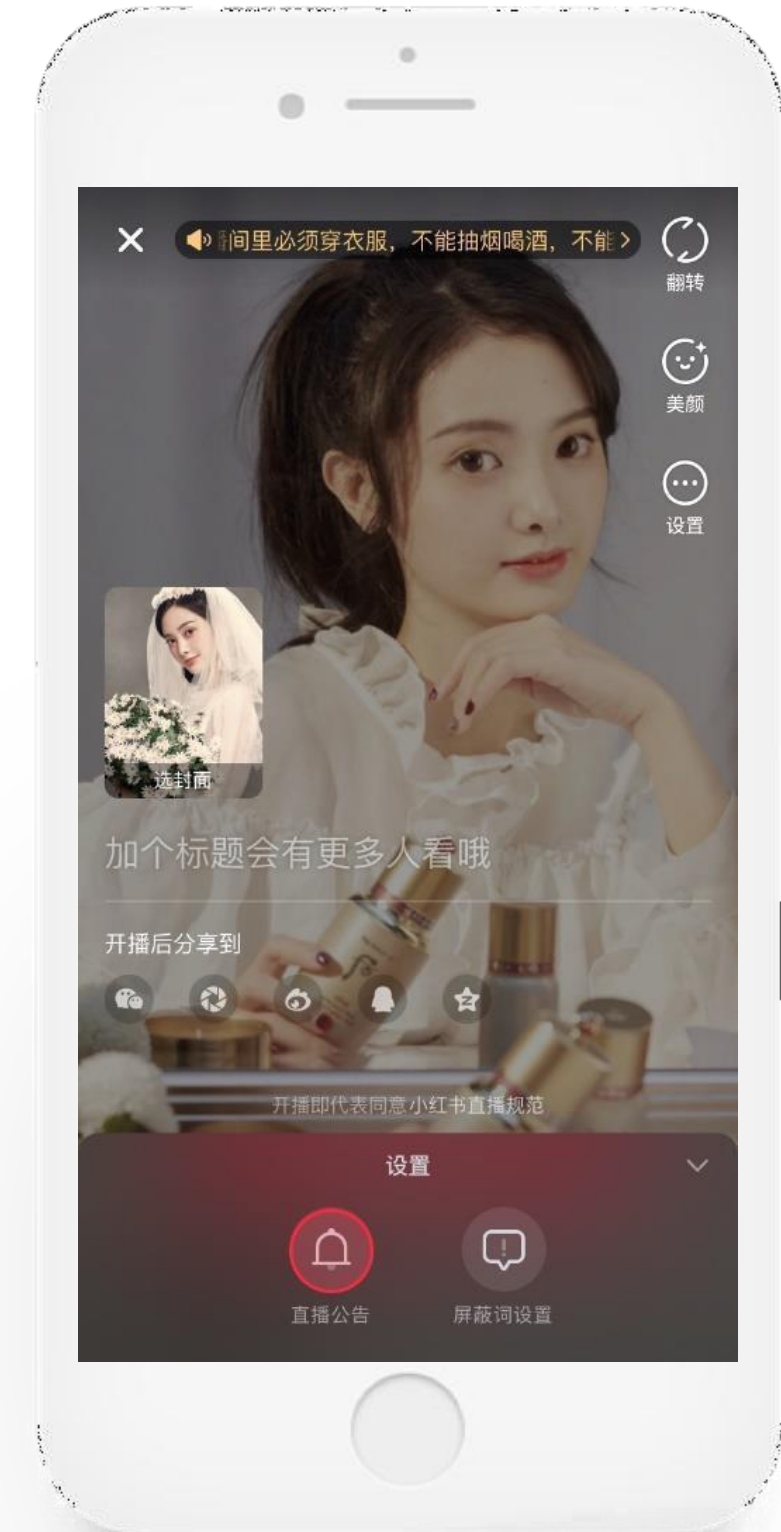 间里必须穿衣服，不能抽烟喝酒，不能
翻转
美颜
设置
选封面
加个标题会有更多人看哦
开播后分享到
开播即代表同意小红书直播规范
设置
直播公告
屏蔽词设置